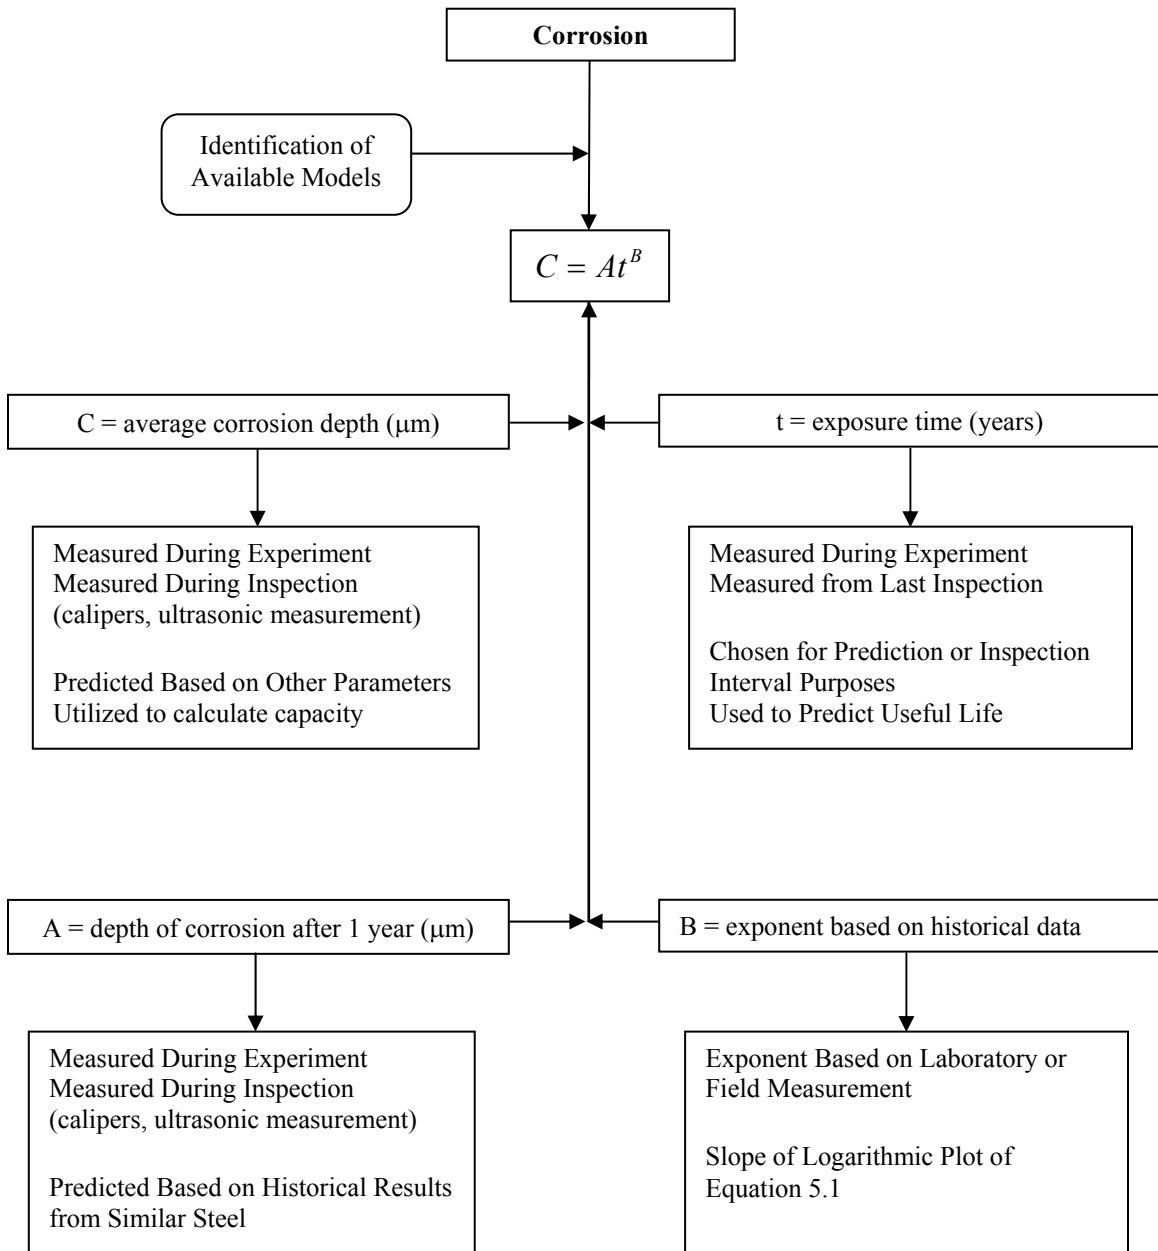 Corrosion
Identification of
Available Models
C = At^B
C = average corrosion depth (μm)
t = exposure time (years)
Measured During Experiment
Measured During Inspection
(calipers, ultrasonic measurement)
Predicted Based on Other Parameters
Utilized to calculate capacity
Measured During Experiment
Measured from Last Inspection
Chosen for Prediction or Inspection
Interval Purposes
Used to Predict Useful Life
A = depth of corrosion after 1 year (μm)
B = exponent based on historical data
Measured During Experiment
Measured During Inspection
(calipers, ultrasonic measurement)
Predicted Based on Historical Results
from Similar Steel
Exponent Based on Laboratory or
Field Measurement
Slope of Logarithmic Plot of
Equation 5.1